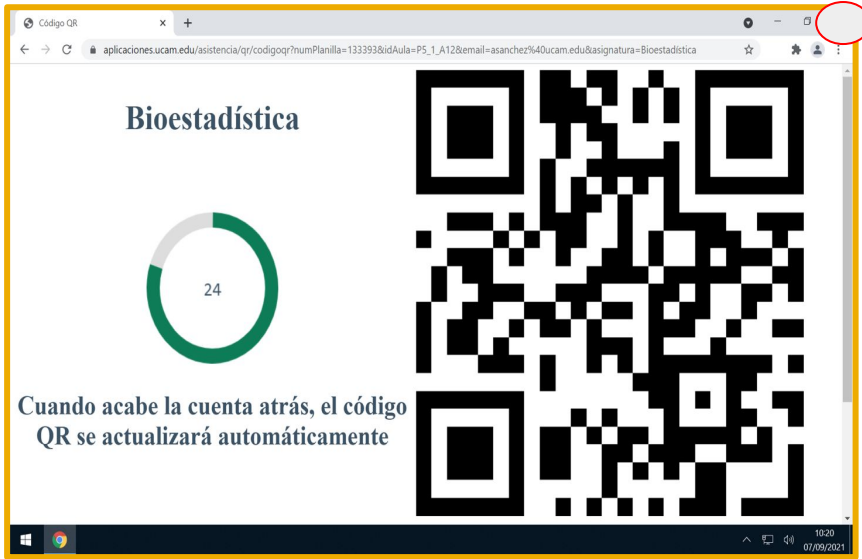 Código QR
aplicaciones.ucam.edu/asistencia/qr/codigoqr?numPlanilla=133393&idAula=P5_1_A12&email=asanchez%40ucam.edu&asignatura=Bioestadística
Bioestadística
24
Cuando acabe la cuenta atrás, el código
QR se actualizará automáticamente
10:20
07/09/2021